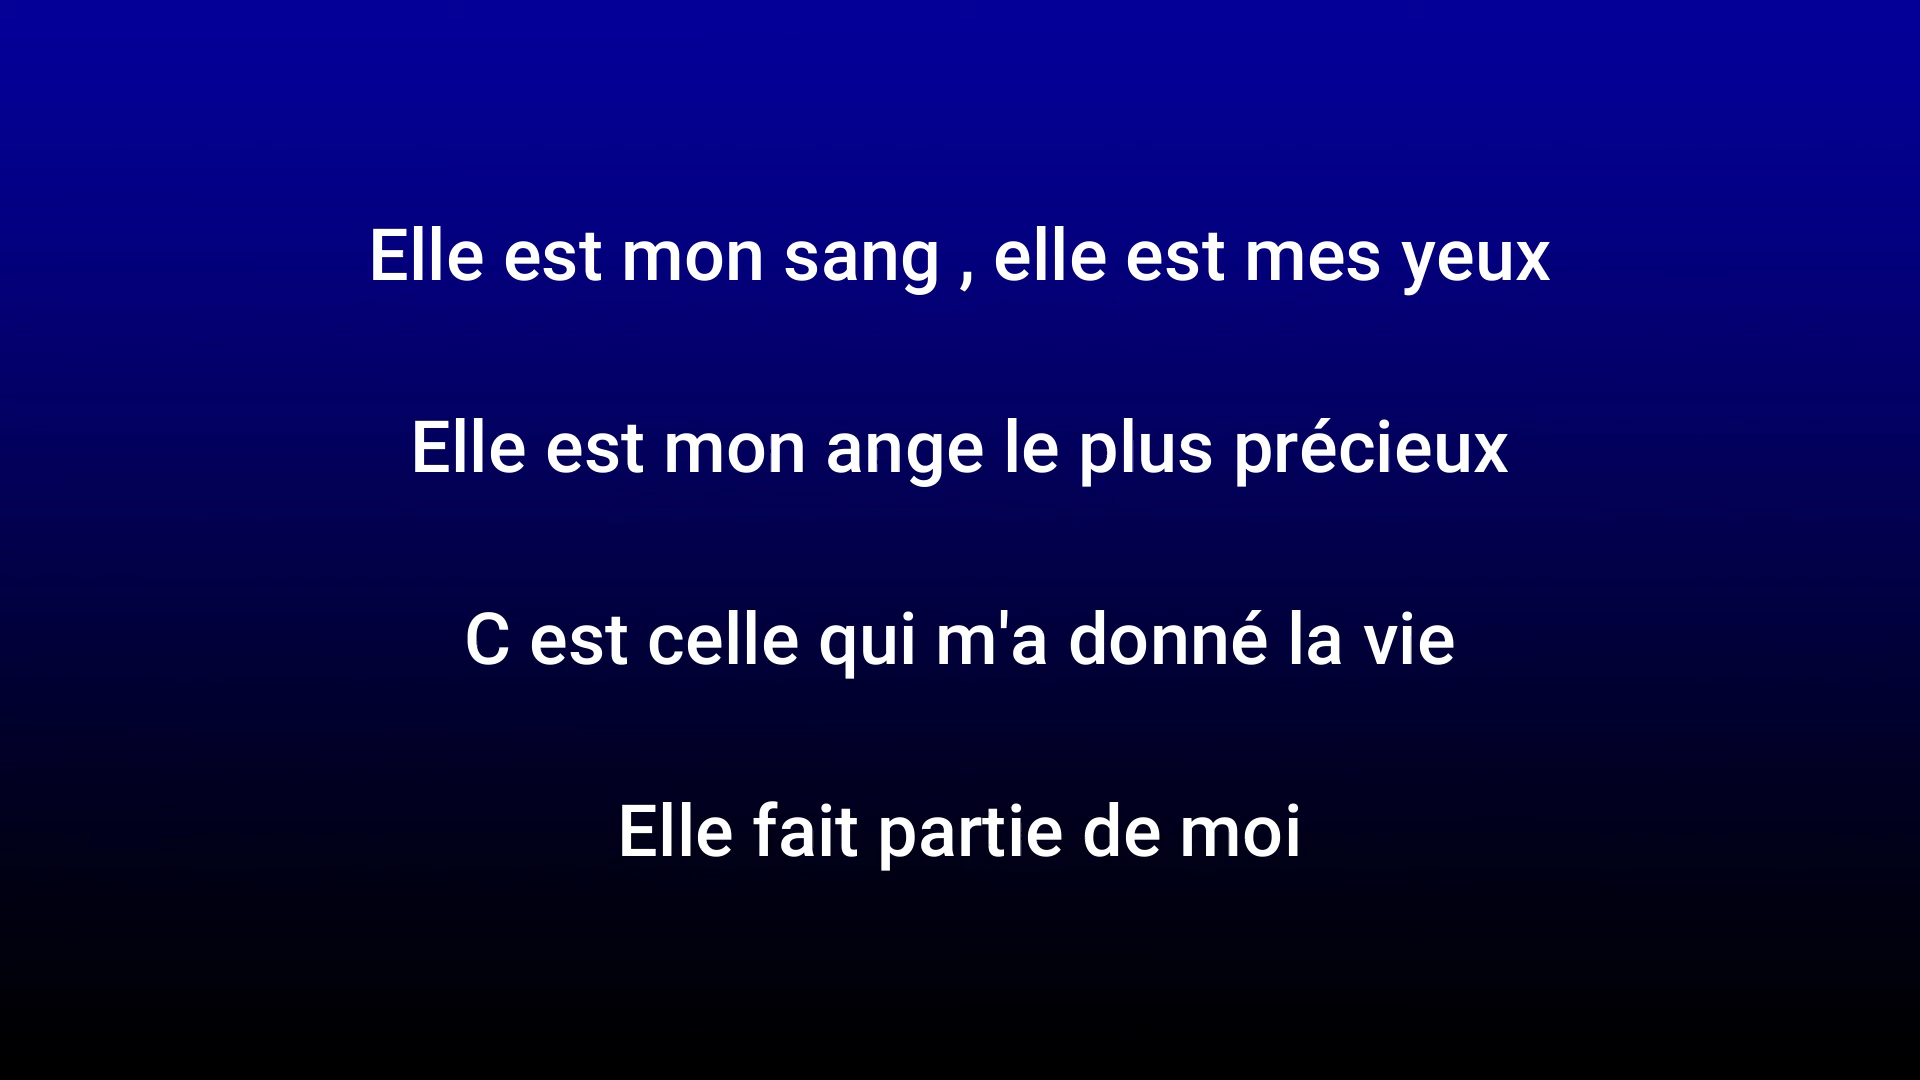 Elle est mon sang , elle est mes yeux
Elle est mon ange le plus précieux
C est celle qui m'a donné la vie
Elle fait partie de moi